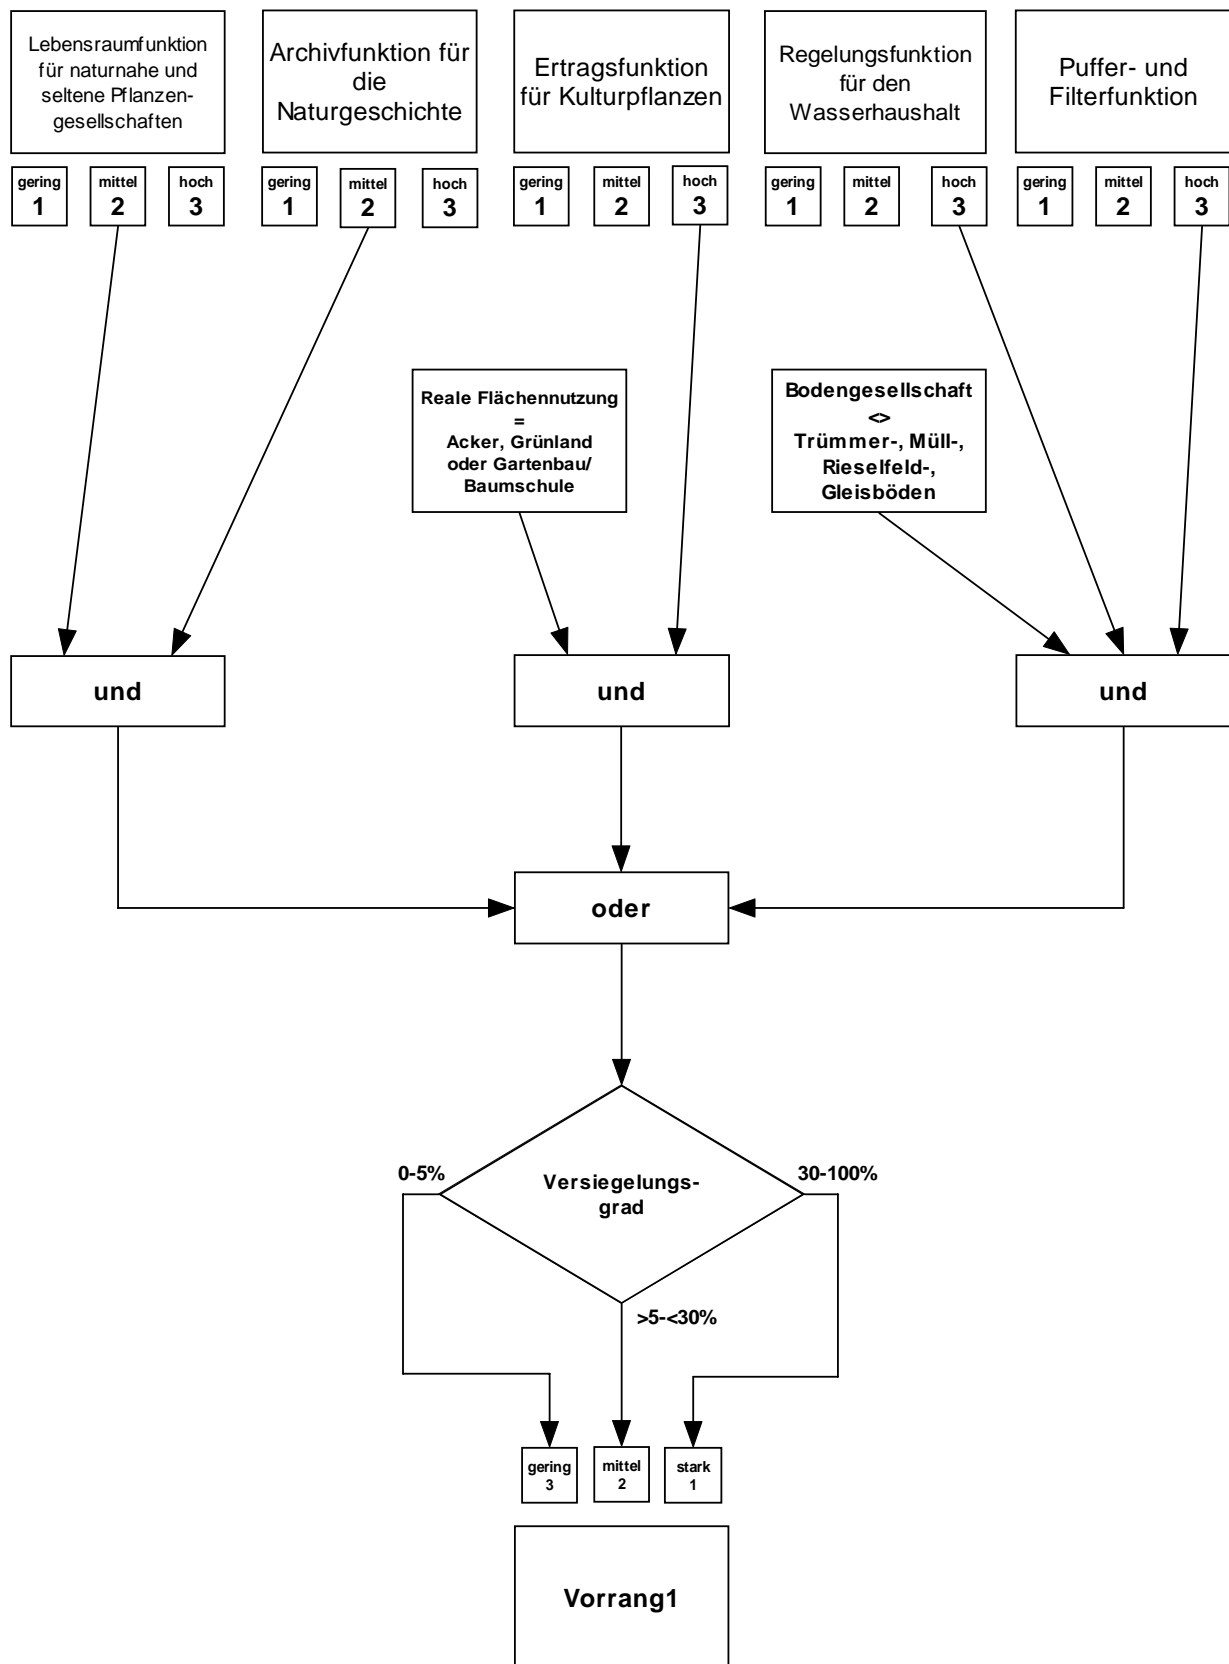 Lebensraumfunktion
für naturnahe und
seltene Pflanzen-
gesellschaften
Archivfunktion für
die
Naturgeschichte
Ertragsfunktion
für Kulturpflanzen
Regelungsfunktion
für den
Wasserhaushalt
Puffer- und
Filterfunktion
gering
1
mittel
2
hoch
3
gering
1
mittel
2
hoch
3
gering
1
mittel
2
hoch
3
gering
1
mittel
2
hoch
3
gering
1
mittel
2
hoch
3
Reale Flächennutzung
=
Acker, Grünland
oder Gartenbau/
Baumschule
Bodengesellschaft
<>
Trümmer-, Müll-,
Rieselfeld-,
Gleisböden
und
und
und
oder
0-5%
Versiegelungs-
grad
30-100%
>5-<30%
gering
3
mittel
2
stark
1
Vorrang1